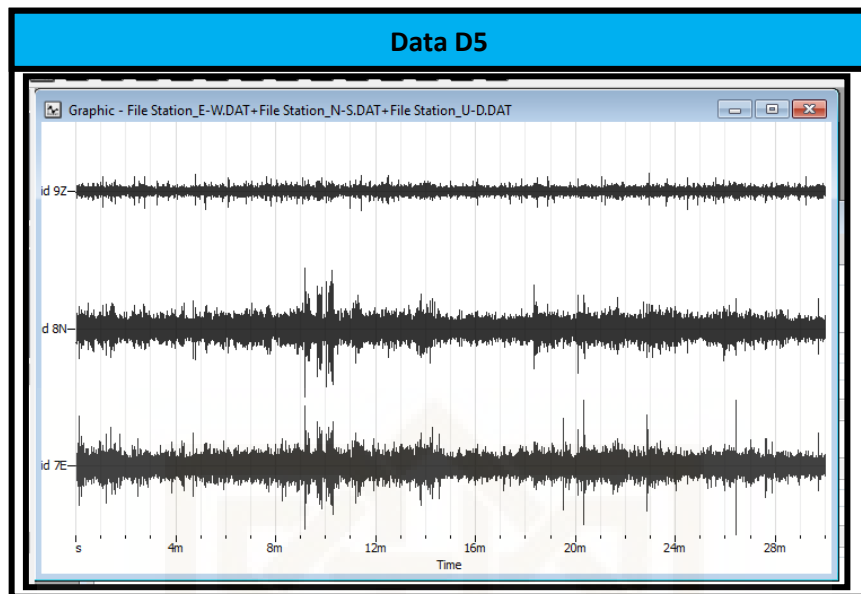 Data D5
Graphic - File Station_E-W.DAT+File Station_N-S.DAT+File Station_U-D.DAT
id 9Z
d 8N
id 7E
s 4m 8m 12m 16m 20m 24m 28m
Time